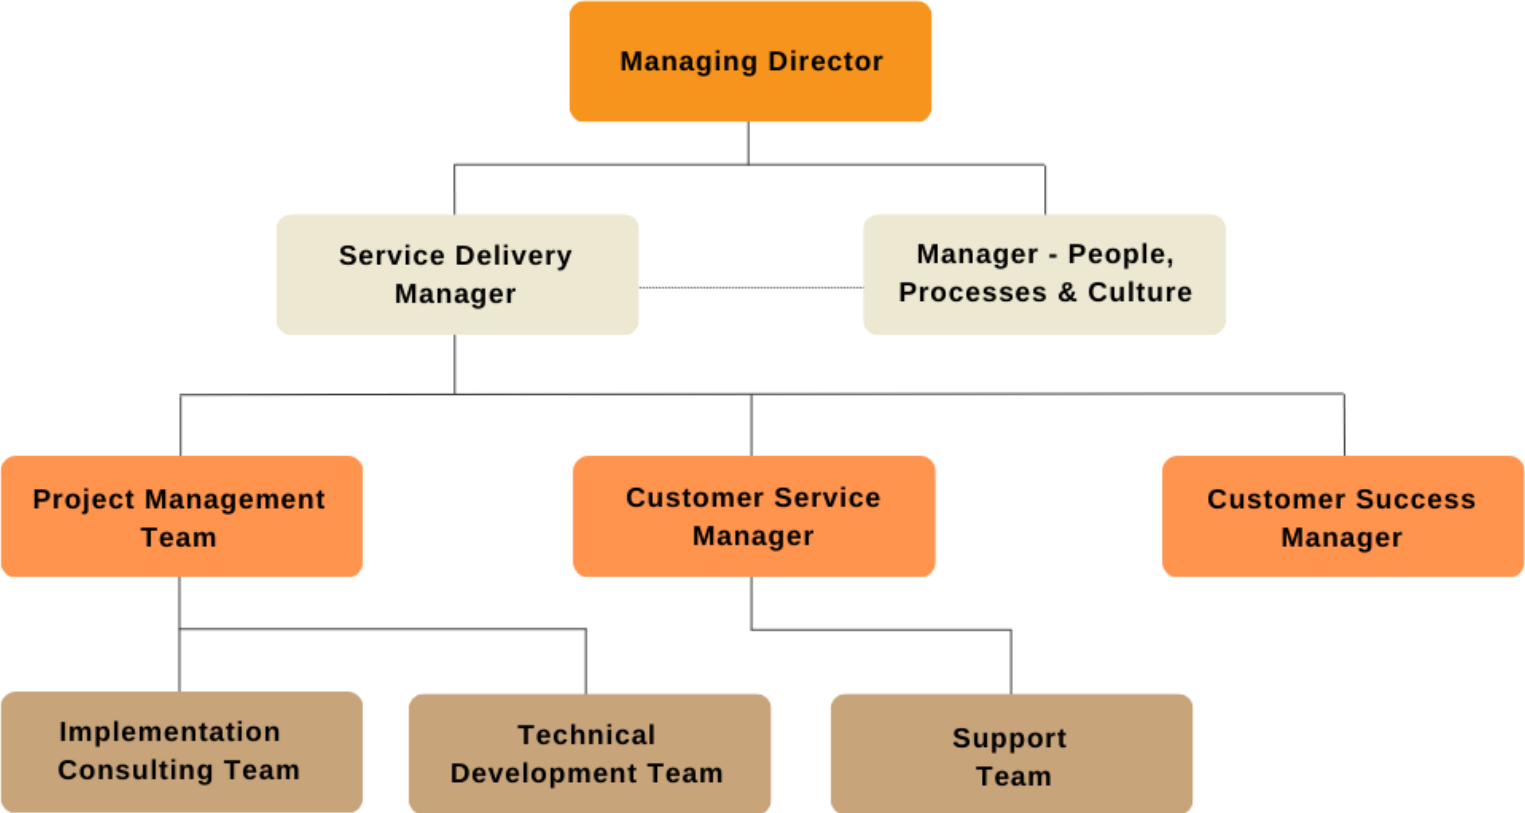 Managing Director
Service Delivery
Manager
Manager - People,
Processes & Culture
Project Management
Team
Customer Service
Manager
Customer Success
Manager
Implementation
Consulting Team
Technical
Development Team
Support
Team